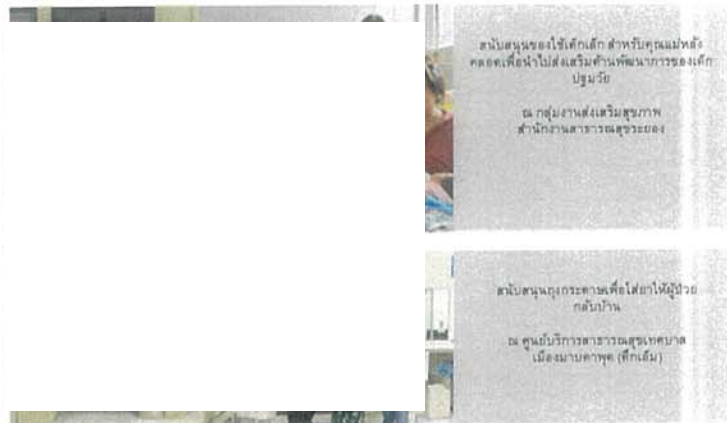 สนับสนุนของใช้เด็กเล็ก สำหรับคุณแม่หลัง
คลอดเพื่อนำไปส่งเสริมด้านพัฒนาการของเด็ก
ปฐมวัย
ณ กลุ่มงานส่งเสริมสุขภาพ
สำนักงานสาธารณสุขระยอง
สนับสนุนถุงกระดาษเพื่อใส่ยาให้ผู้ป่วย
กลับบ้าน
ณ ศูนย์บริการสาธารณสุขเทศบาล
เมืองมาบตาพุด (ตึกเอ็ม)